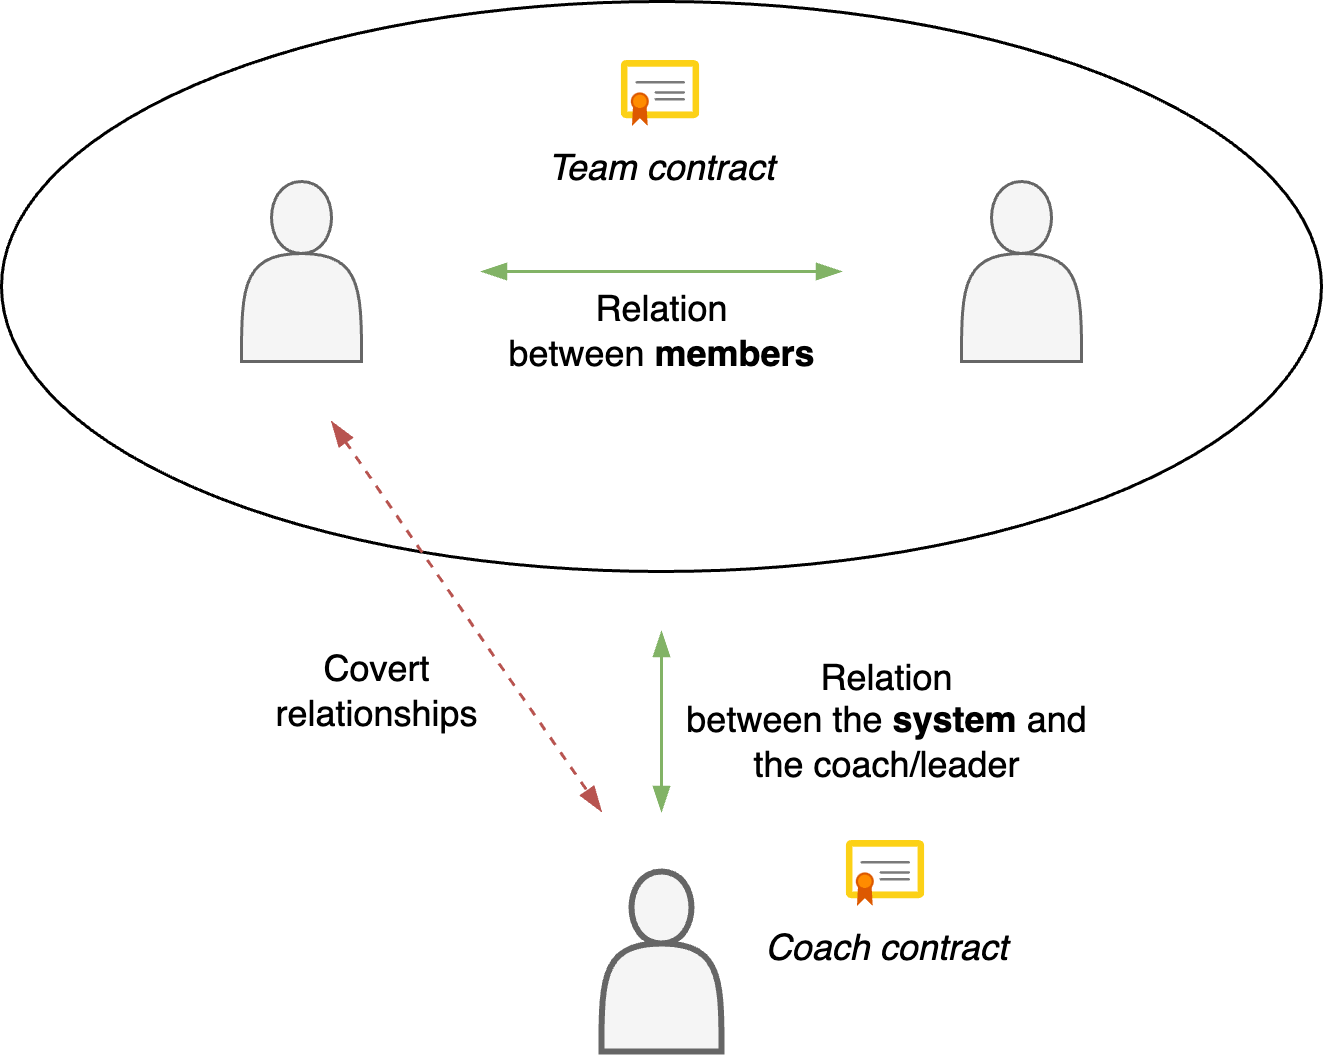 Team contract
Relation
between members
Covert
relationships
Relation
between the system and
the coach/leader
Coach contract